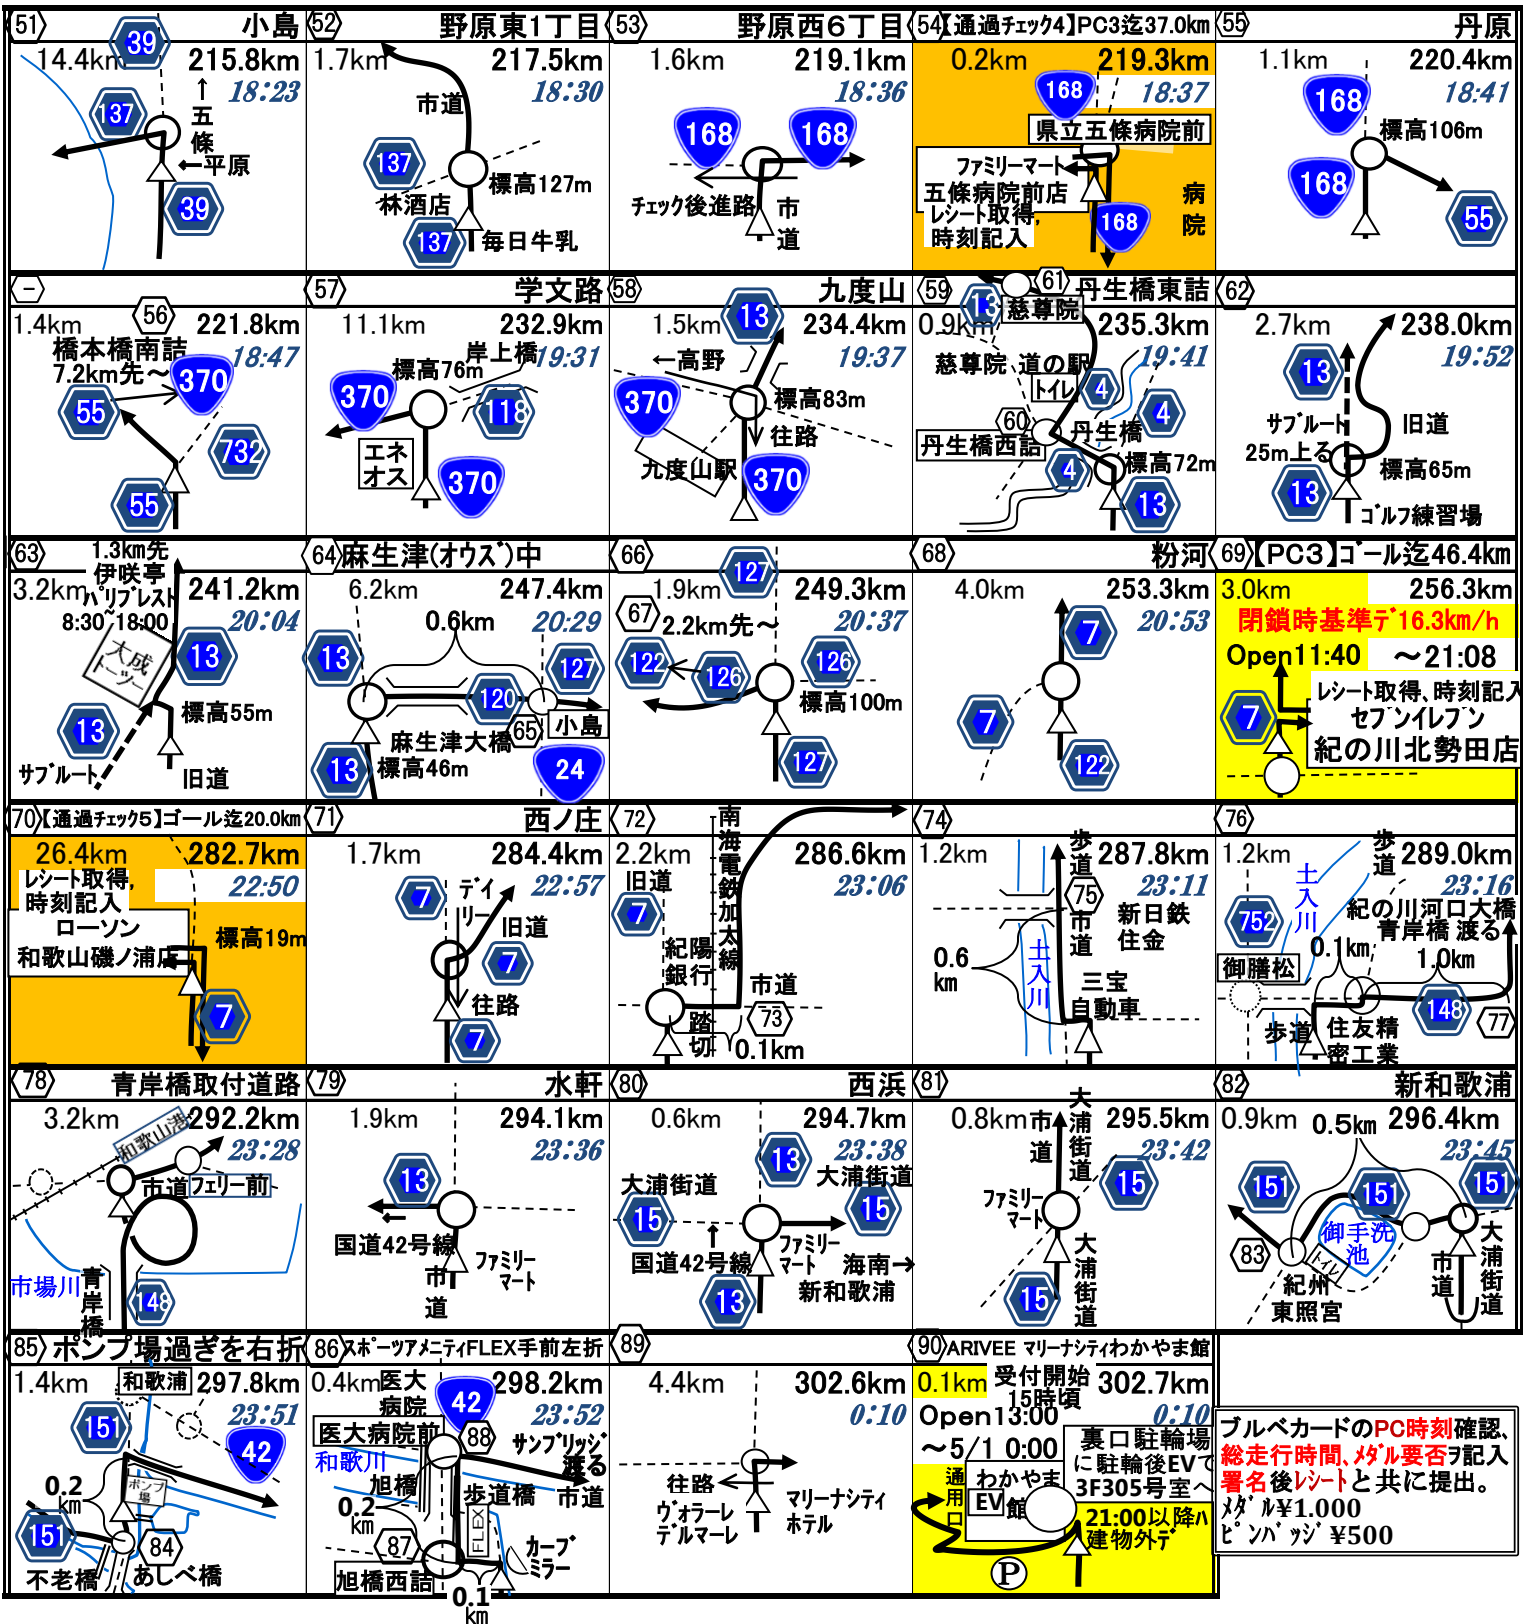 51 小島
14.4km 215.8km
18:23
39
137
↑五條
←平原
39
52 野原東1丁目
1.7km 217.5km
18:30
市道
137
標高127m
林酒店
137
毎日牛乳
53 野原西6丁目
1.6km 219.1km
18:36
168 168
チェック後進路
市道
54【通過チェック4】PC3迄37.0km
0.2km 219.3km
18:37
168
県立五條病院前
ファミリーマート
五條病院前店
レシート取得,
時刻記入
168
病院
55 丹原
1.1km 220.4km
18:41
168
標高106m
168
55
-
56
1.4km 221.8km
18:47
橋本橋南詰
7.2km先～
370
55
732
55
57 学文路
11.1km 232.9km
19:31
岸上橋
標高76m
370
118
エネオス
370
58 九度山
1.5km 234.4km
19:37
13
←高野
370
標高83m
往路
九度山駅
370
59 丹生橋東詰
61
13
慈尊院
0.9km 235.3km
19:41
慈尊院 道の駅
トイレ
4
4
60
丹生橋西詰
丹生橋
4
標高72m
13
62
2.7km 238.0km
19:52
13
サブルート
旧道
25m上る
標高65m
13
ゴルフ練習場
63
1.3km先
伊咲亭
パリブレスト
8:30~18:00
3.2km 241.2km
20:04
大成
トーヅー
13
13
標高55m
サブルート
旧道
64 麻生津(オウズ)中
6.2km 247.4km
20:29
0.6km
13
127
120
65
小島
麻生津大橋
標高46m
13
24
66
127
1.9km 249.3km
20:37
67
2.2km先～
122
126
126
標高100m
127
68 粉河
4.0km 253.3km
20:53
7
7
122
69【PC3】ゴール迄46.4km
3.0km 256.3km
閉鎖時基準デ16.3km/h
Open11:40 ～21:08
レシート取得、時刻記入
セブンイレブン
紀の川北勢田店
7
70【通過チェック5】ゴール迄20.0km
26.4km 282.7km
22:50
レシート取得,
時刻記入
ローソン
和歌山磯ノ浦店
標高19m
7
71 西ノ庄
1.7km 284.4km
22:57
7
デイリー
旧道
7
往路
7
72
2.2km 286.6km
23:06
南海電鉄加太線
旧道
7
紀陽銀行
市道
踏切
73
0.1km
74
1.2km 287.8km
23:11
歩道
75
市道
新日鉄住金
土入川
0.6km
三宝自動車
76
1.2km 289.0km
23:16
歩道
土入川
752
紀の川河口大橋
青岸橋 渡る
0.1km
1.0km
御膳松
148
歩道
住友精密工業
77
78 青岸橋取付道路
3.2km 292.2km
23:28
和歌山港
市道
フェリー前
市場川
青岸橋
148
79 水軒
1.9km 294.1km
23:36
13
←
国道42号線
市道
ファミリーマート
80 西浜
0.6km 294.7km
23:38
13
大浦街道
大浦街道
15
15
↑
国道42号線
ファミリーマート
海南→
13
新和歌浦
81
0.8km 295.5km
23:42
市道
大浦街道
ファミリーマート
15
大浦街道
15
82 新和歌浦
0.9km 0.5km 296.4km
23:45
151
151
151
御手洗池
トイレ
83
紀州東照宮
市道
大浦街道
85 ポンプ場過ぎを右折
1.4km 和歌浦 297.8km
23:51
151
42
ポンプ場
0.2km
151
84
不老橋
あしべ橋
86 スポーツアメニティFLEX手前左折
0.4km 298.2km
23:52
医大病院
42
医大病院前
88
和歌川
サンブリッジ
渡る
旭橋
0.2km
歩道橋
市道
FLEX
87
カーブミラー
旭橋西詰
0.1km
89
4.4km 302.6km
0:10
往路
ヴォラーレ
デルマーレ
マリーナシティ
ホテル
90 ARIVEE マリーナシティわかやま館
0.1km 302.7km
0:10
受付開始
15時頃
Open13:00
～5/1 0:00
裏口駐輪場
に駐輪後EVで
3F305号室へ
通用口
わかやま館
EV
21:00以降ハ
建物外デ
P
ブルベカードのPC時刻確認、
総走行時間、メダル要否ヲ記入
署名後レシートと共に提出。
メダル¥1.000
ピンバッジ ¥500